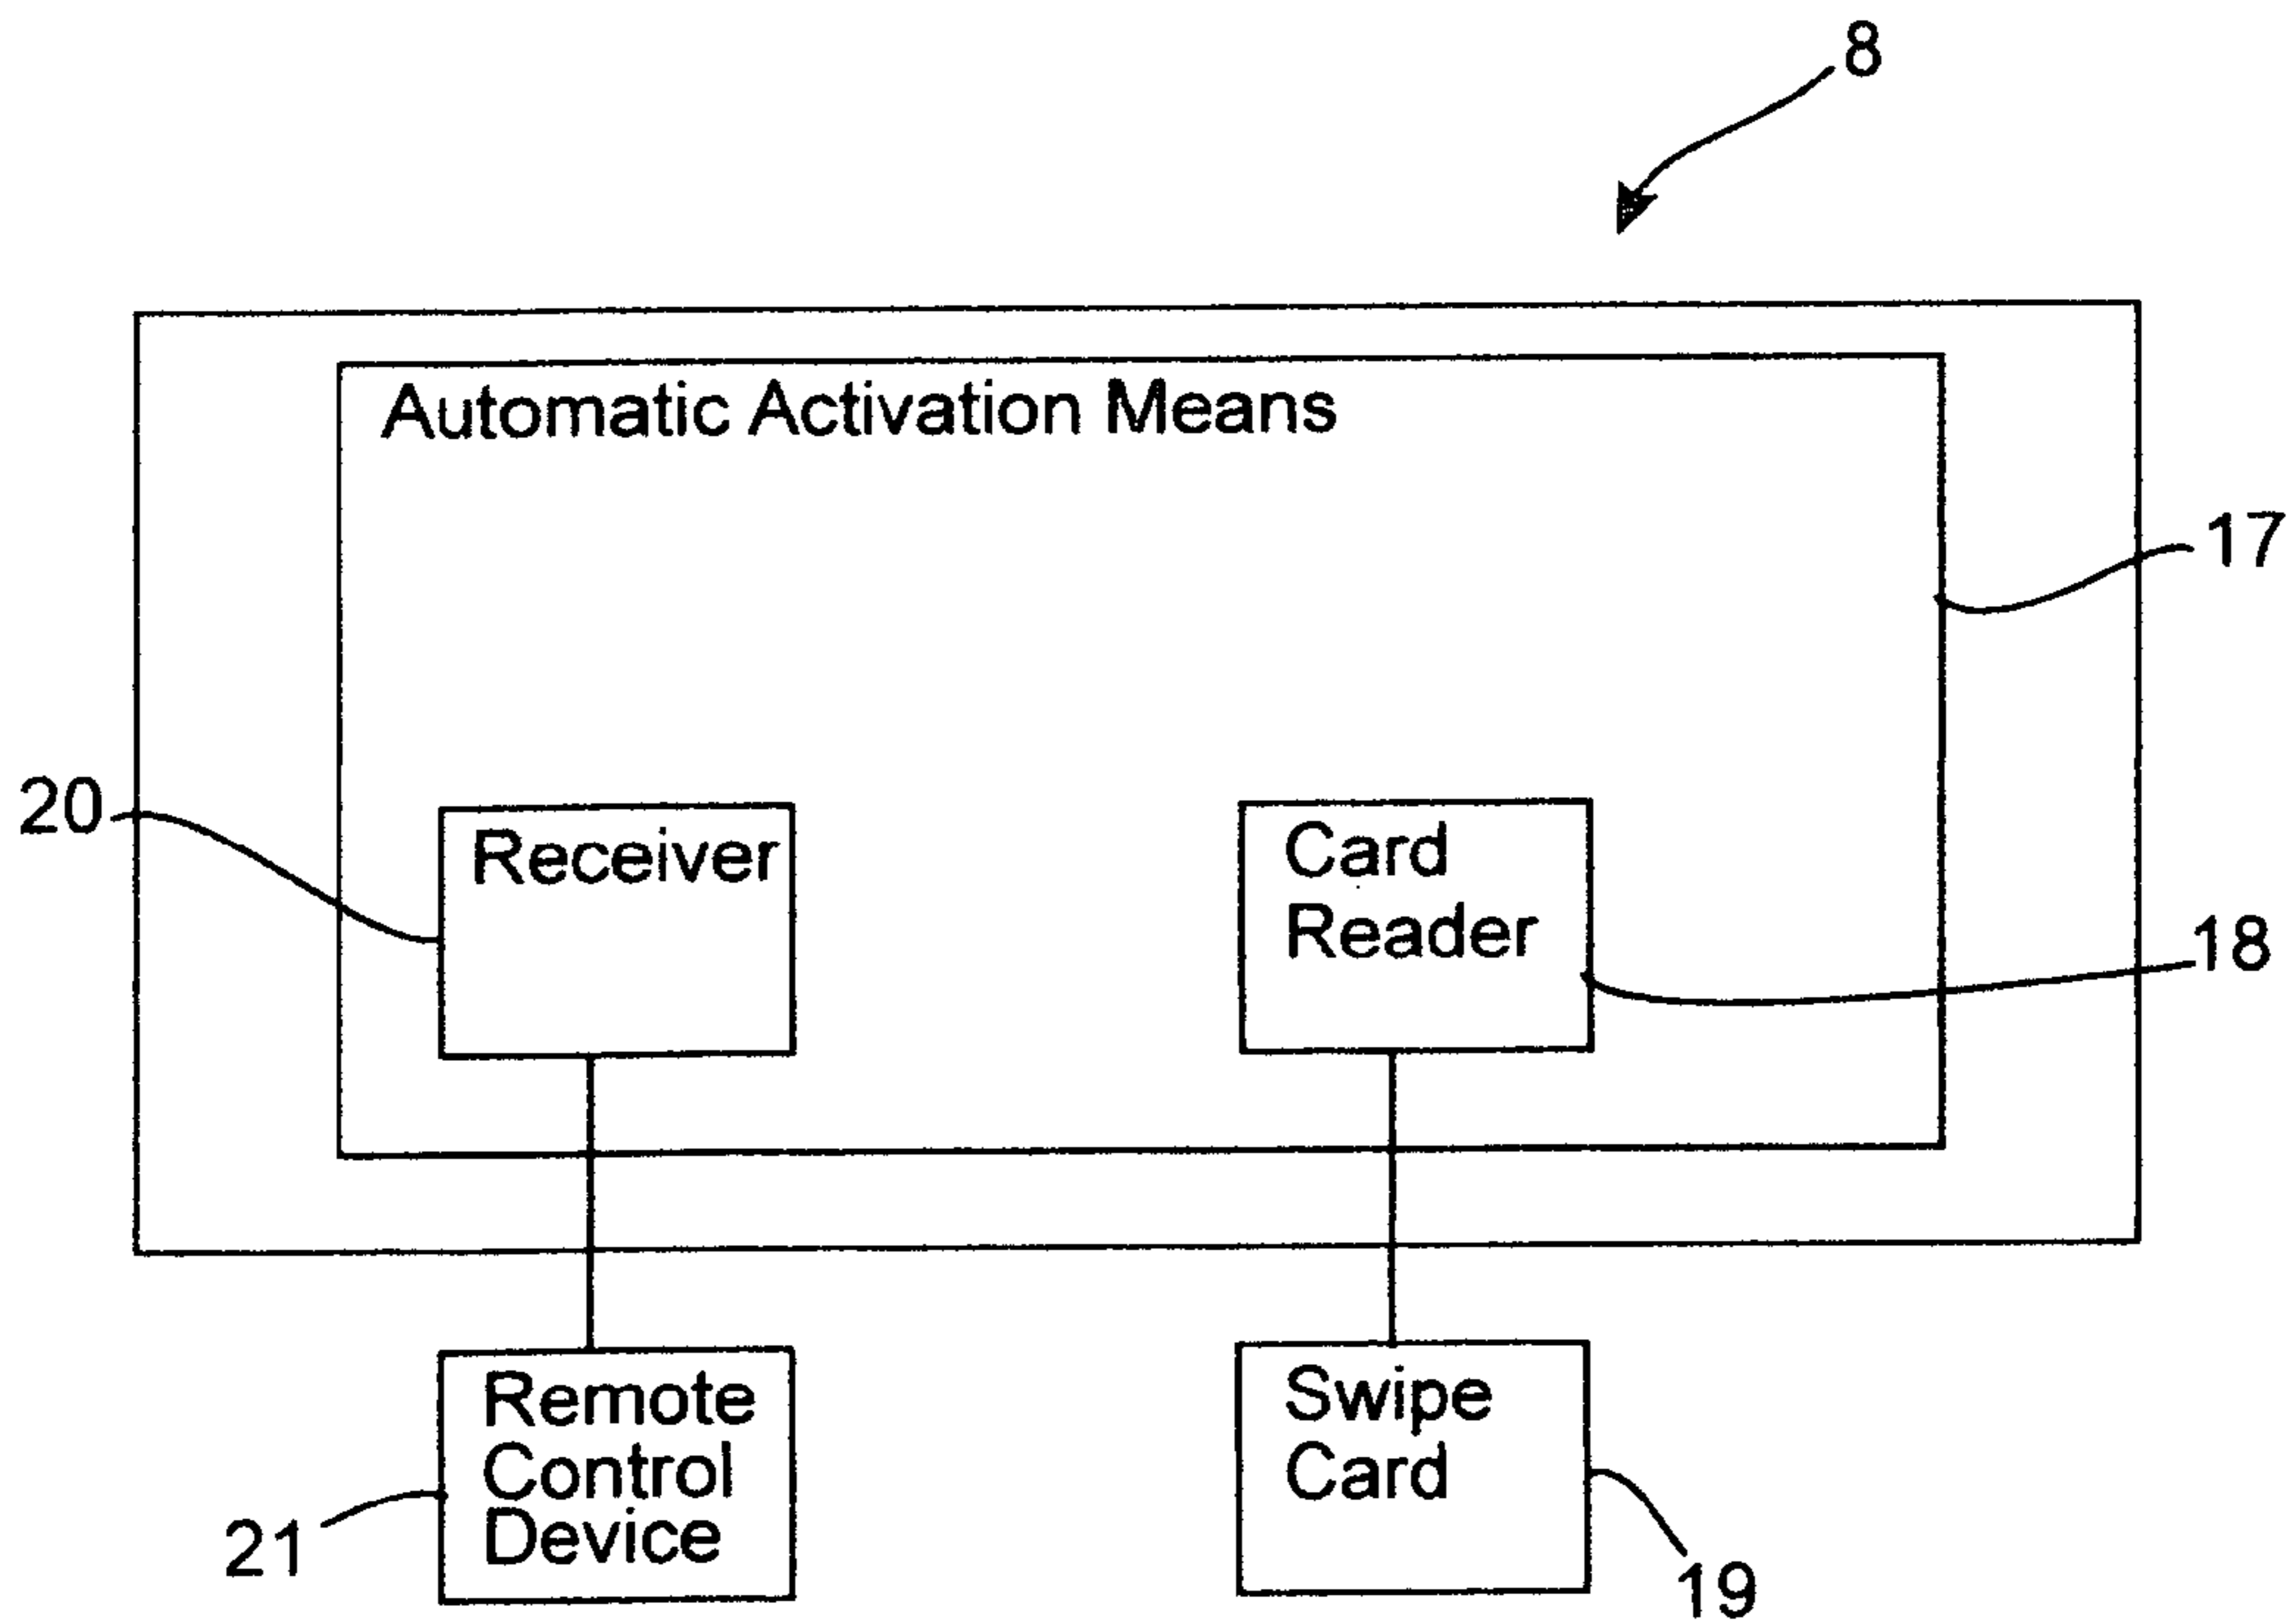 8
Automatic Activation Means
17
20
Receiver
Card
Reader
18
Remote
Control
Device
21
Swipe
Card
19